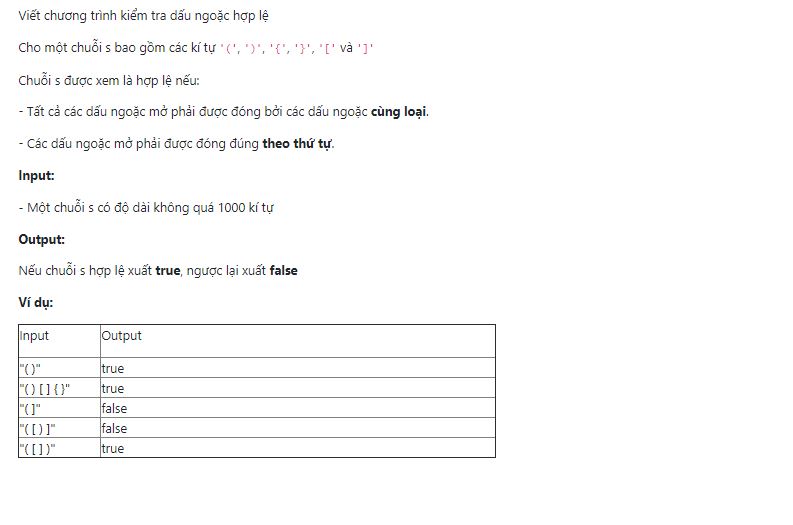 Viết chương trình kiểm tra dấu ngoặc hợp lệ
Cho một chuỗi s bao gồm các kí tự '(', ')', '{', '}', '[' và ']'
Chuỗi s được xem là hợp lệ nếu:
- Tất cả các dấu ngoặc mở phải được đóng bởi các dấu ngoặc cùng loại.
- Các dấu ngoặc mở phải được đóng đúng theo thứ tự.
Input:
- Một chuỗi s có độ dài không quá 1000 kí tự
Output:
Nếu chuỗi s hợp lệ xuất true, ngược lại xuất false
Ví dụ:
Input Output
"()" true
"()[]{}" true
"(]" false
"([)]" false
"([])" true